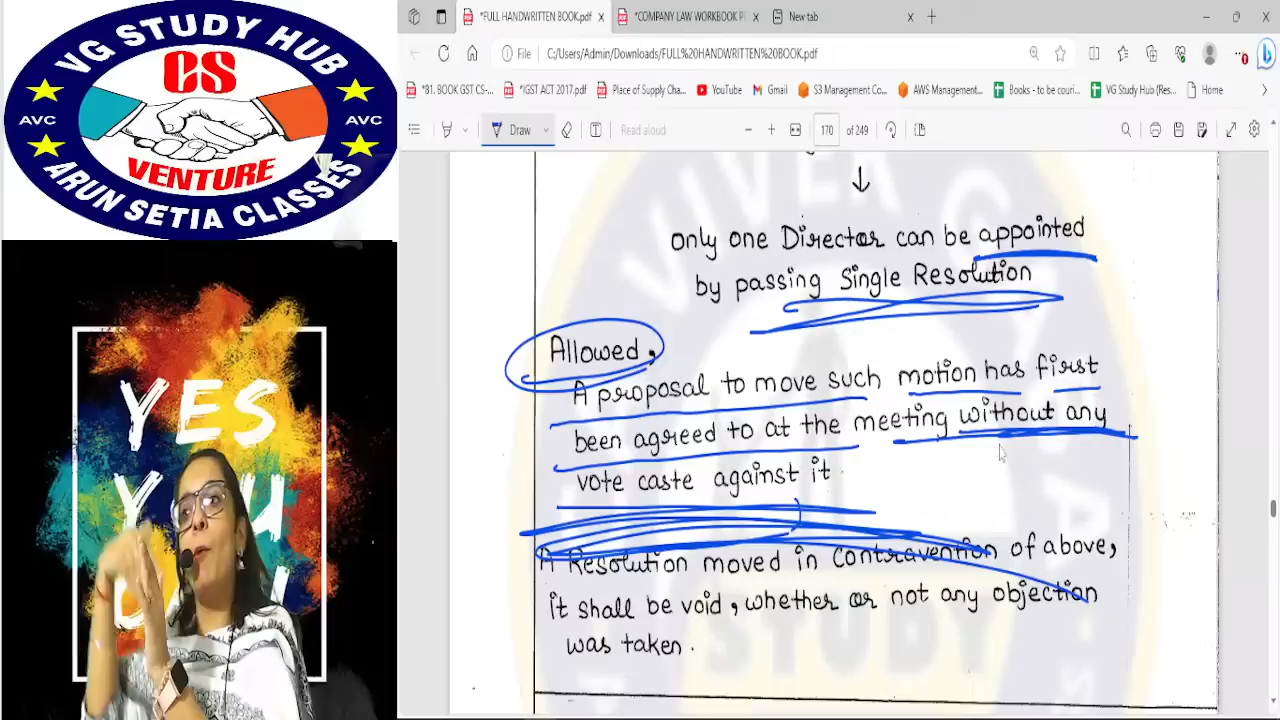 VG STUDY HUB
CS
AVC
AVC
VENTURE
ARUN SETIA CLASSES
YES
*FULL HANDWRITTEN BOOK.pdf
*COMPANY LAW WORKBOOK P
New tab
File
C:/Users/Admin/Downloads/FULL%20HANDWRITTEN%20BOOK.pdf
*81. BOOK GST CS-
*IGST ACT 2017.pdf
Place of Supply Cha...
YouTube
Gmail
S3 Management Co...
AWS Management...
Books - to be couri...
VG Study Hub (Res...
Home
Draw
Read aloud
170 of 249
only one Director can be appointed
by passing Single Resolution
Allowed.
A proposal to move such motion has first
been agreed to at the meeting without any
vote caste against it
A Resolution moved in contravention of above,
it shall be void, whether or not any objection
was taken.